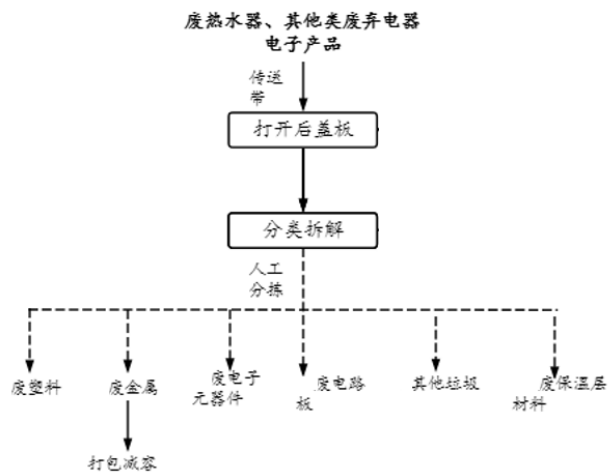 废热水器、其他类废弃电器
电子产品
传送
带
打开后盖板
分类拆解
人工
分拣
废塑料
废金属
废电子
元器件
废电路
板
其他垃圾
废保温层
材料
打包减容